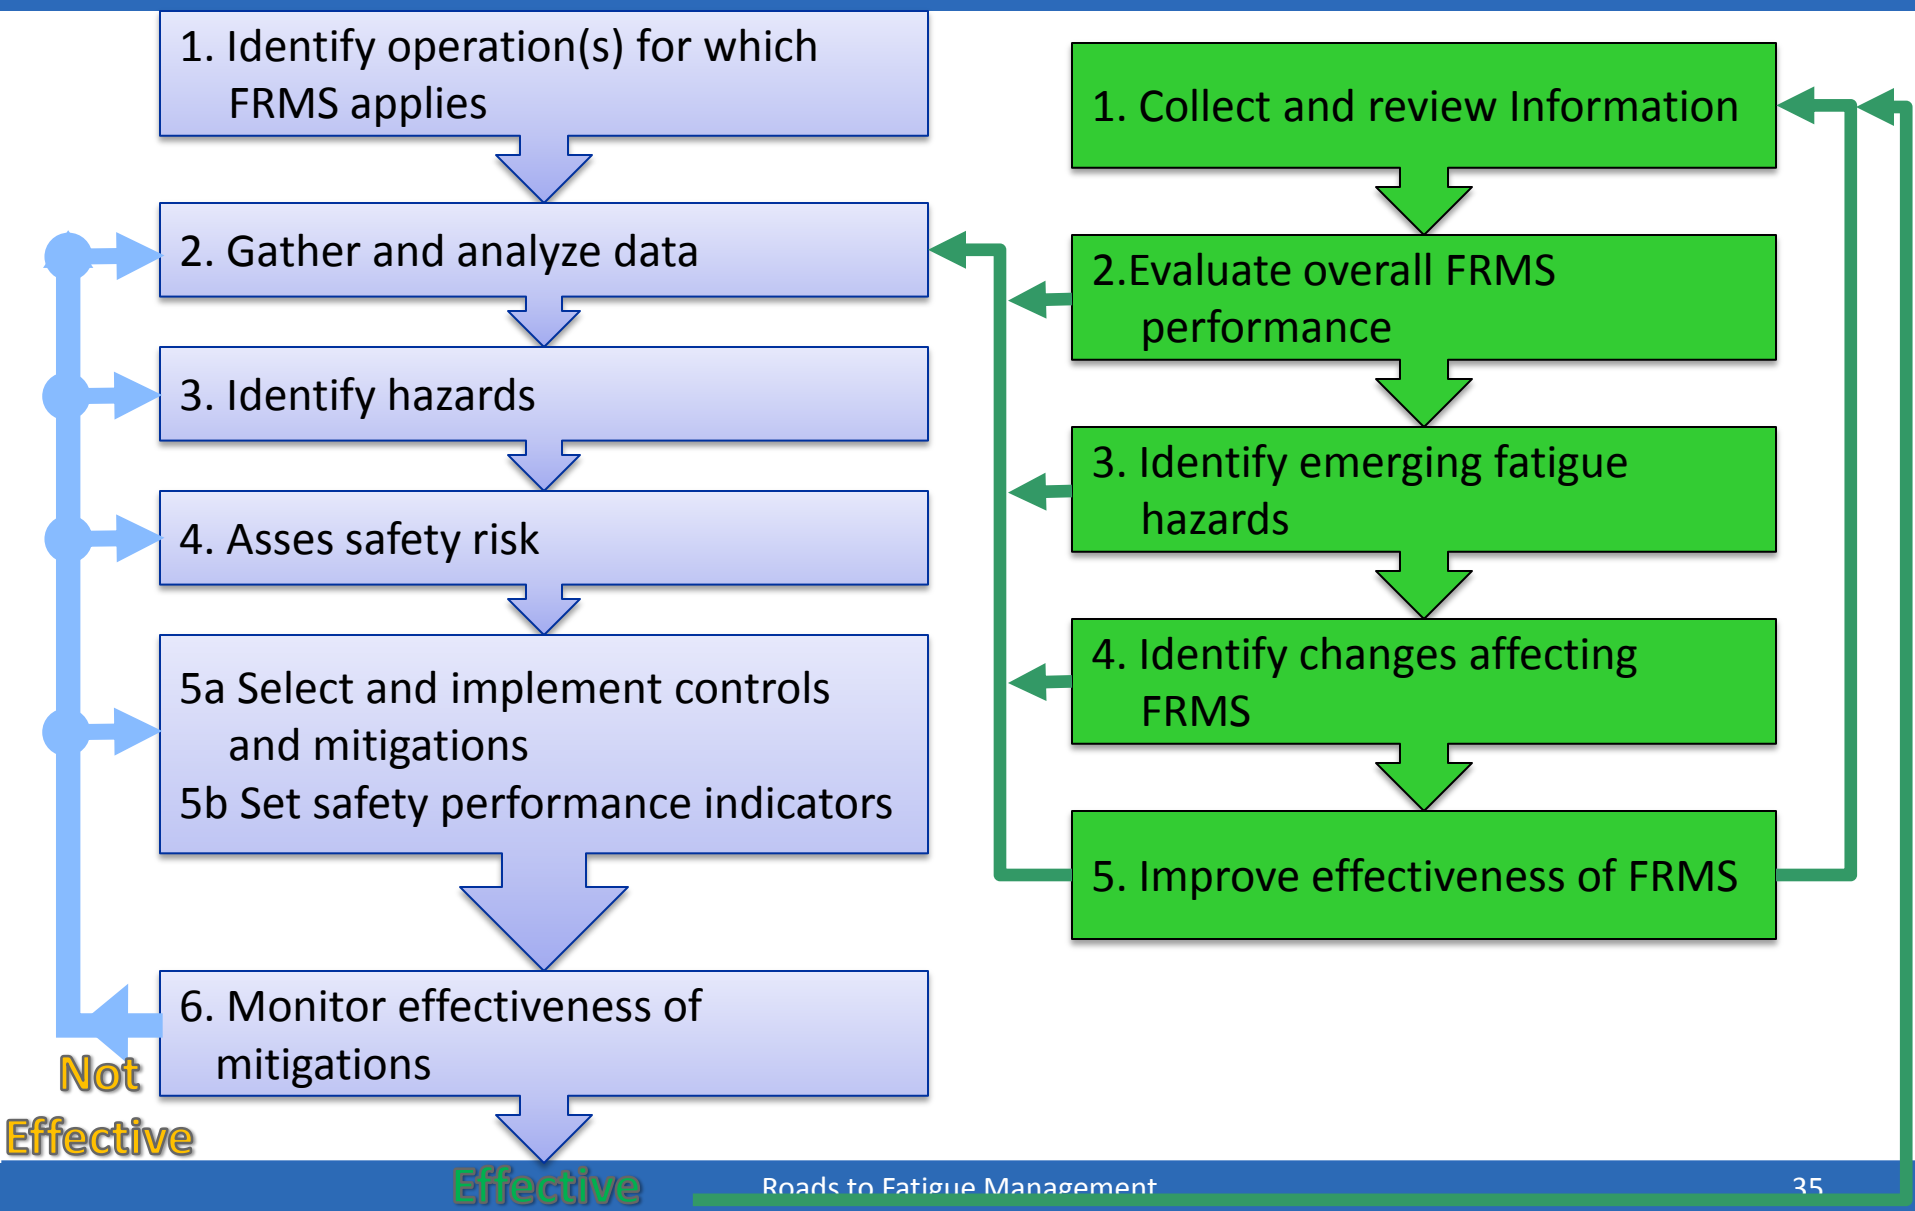 1. Identify operation(s) for which
FRMS applies
2. Gather and analyze data
3. Identify hazards
4. Asses safety risk
5a Select and implement controls
and mitigations
5b Set safety performance indicators
6. Monitor effectiveness of
mitigations
Not
Effective
Effective
1. Collect and review Information
2.Evaluate overall FRMS
performance
3. Identify emerging fatigue
hazards
4. Identify changes affecting
FRMS
5. Improve effectiveness of FRMS
Roads to Fatigue Management
35